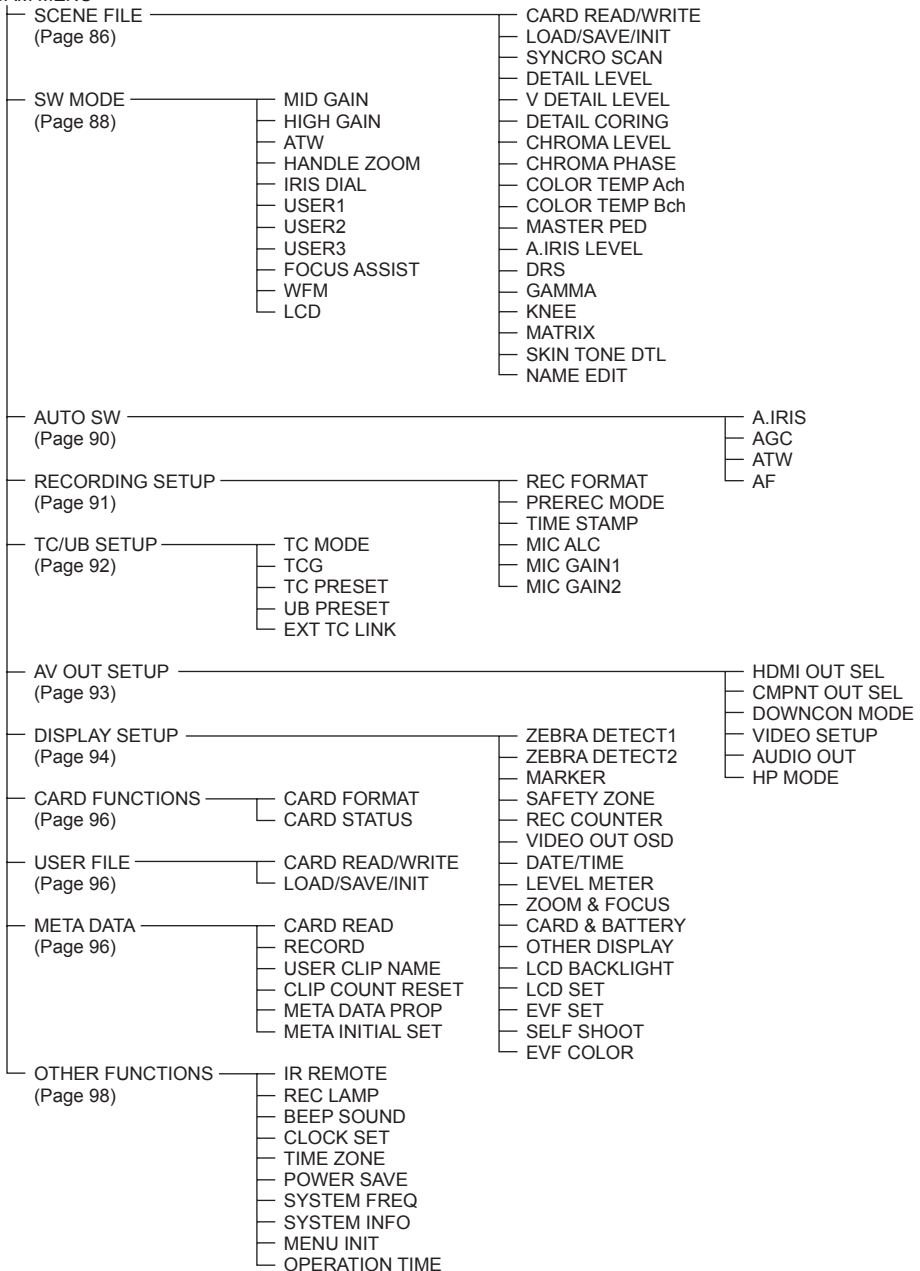 SCENE FILE
(Page 86)
CARD READ/WRITE
LOAD/SAVE/INIT
SYNCRO SCAN
DETAIL LEVEL
V DETAIL LEVEL
DETAIL CORING
CHROMA LEVEL
CHROMA PHASE
COLOR TEMP Ach
COLOR TEMP Bch
MASTER PED
A.IRIS LEVEL
DRS
GAMMA
KNEE
MATRIX
SKIN TONE DTL
NAME EDIT
SW MODE
(Page 88)
MID GAIN
HIGH GAIN
ATW
HANDLE ZOOM
IRIS DIAL
USER1
USER2
USER3
FOCUS ASSIST
WFM
LCD
AUTO SW
(Page 90)
A.IRIS
AGC
ATW
AF
RECORDING SETUP
(Page 91)
REC FORMAT
PREREC MODE
TIME STAMP
MIC ALC
MIC GAIN1
MIC GAIN2
TC/UB SETUP
(Page 92)
TC MODE
TCG
TC PRESET
UB PRESET
EXT TC LINK
AV OUT SETUP
(Page 93)
HDMI OUT SEL
CMPNT OUT SEL
DOWNCON MODE
VIDEO SETUP
AUDIO OUT
HP MODE
DISPLAY SETUP
(Page 94)
ZEBRA DETECT1
ZEBRA DETECT2
MARKER
SAFETY ZONE
REC COUNTER
VIDEO OUT OSD
DATE/TIME
LEVEL METER
ZOOM & FOCUS
CARD & BATTERY
OTHER DISPLAY
LCD BACKLIGHT
LCD SET
EVF SET
SELF SHOOT
EVF COLOR
CARD FUNCTIONS
(Page 96)
CARD FORMAT
CARD STATUS
USER FILE
(Page 96)
CARD READ/WRITE
LOAD/SAVE/INIT
META DATA
(Page 96)
CARD READ
RECORD
USER CLIP NAME
CLIP COUNT RESET
META DATA PROP
META INITIAL SET
OTHER FUNCTIONS
(Page 98)
IR REMOTE
REC LAMP
BEEP SOUND
CLOCK SET
TIME ZONE
POWER SAVE
SYSTEM FREQ
SYSTEM INFO
MENU INIT
OPERATION TIME